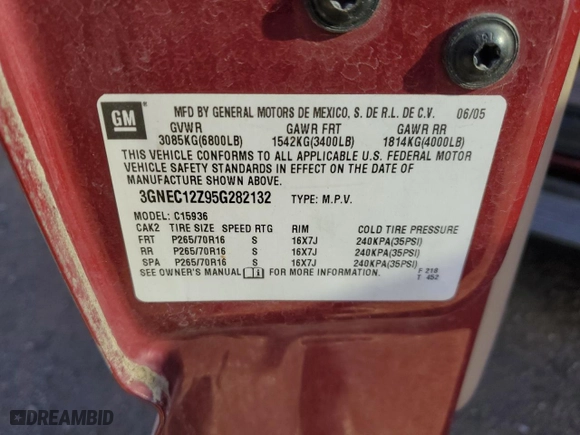 GM
MFD BY GENERAL MOTORS DE MEXICO, S. DE R.L. DE C.V. 06/05
GVWR GAWR FRT GAWR RR
3085KG(6800LB) 1542KG(3400LB) 1814KG(4000LB)
THIS VEHICLE CONFORMS TO ALL APPLICABLE U.S. FEDERAL MOTOR
VEHICLE SAFETY STANDARDS IN EFFECT ON THE DATE OF
MANUFACTURE SHOWN ABOVE.
3GNEC12Z95G282132 TYPE: M.P.V.
MODEL: C15936
CAK2 TIRE SIZE SPEED RTG RIM COLD TIRE PRESSURE
FRT P265/70R16 S 16X7J 240KPA(35PSI)
RR P265/70R16 S 16X7J 240KPA(35PSI)
SPA P265/70R16 S 16X7J 240KPA(35PSI)
SEE OWNER'S MANUAL i FOR MORE INFORMATION.
F 218
T 452
DREAMBID